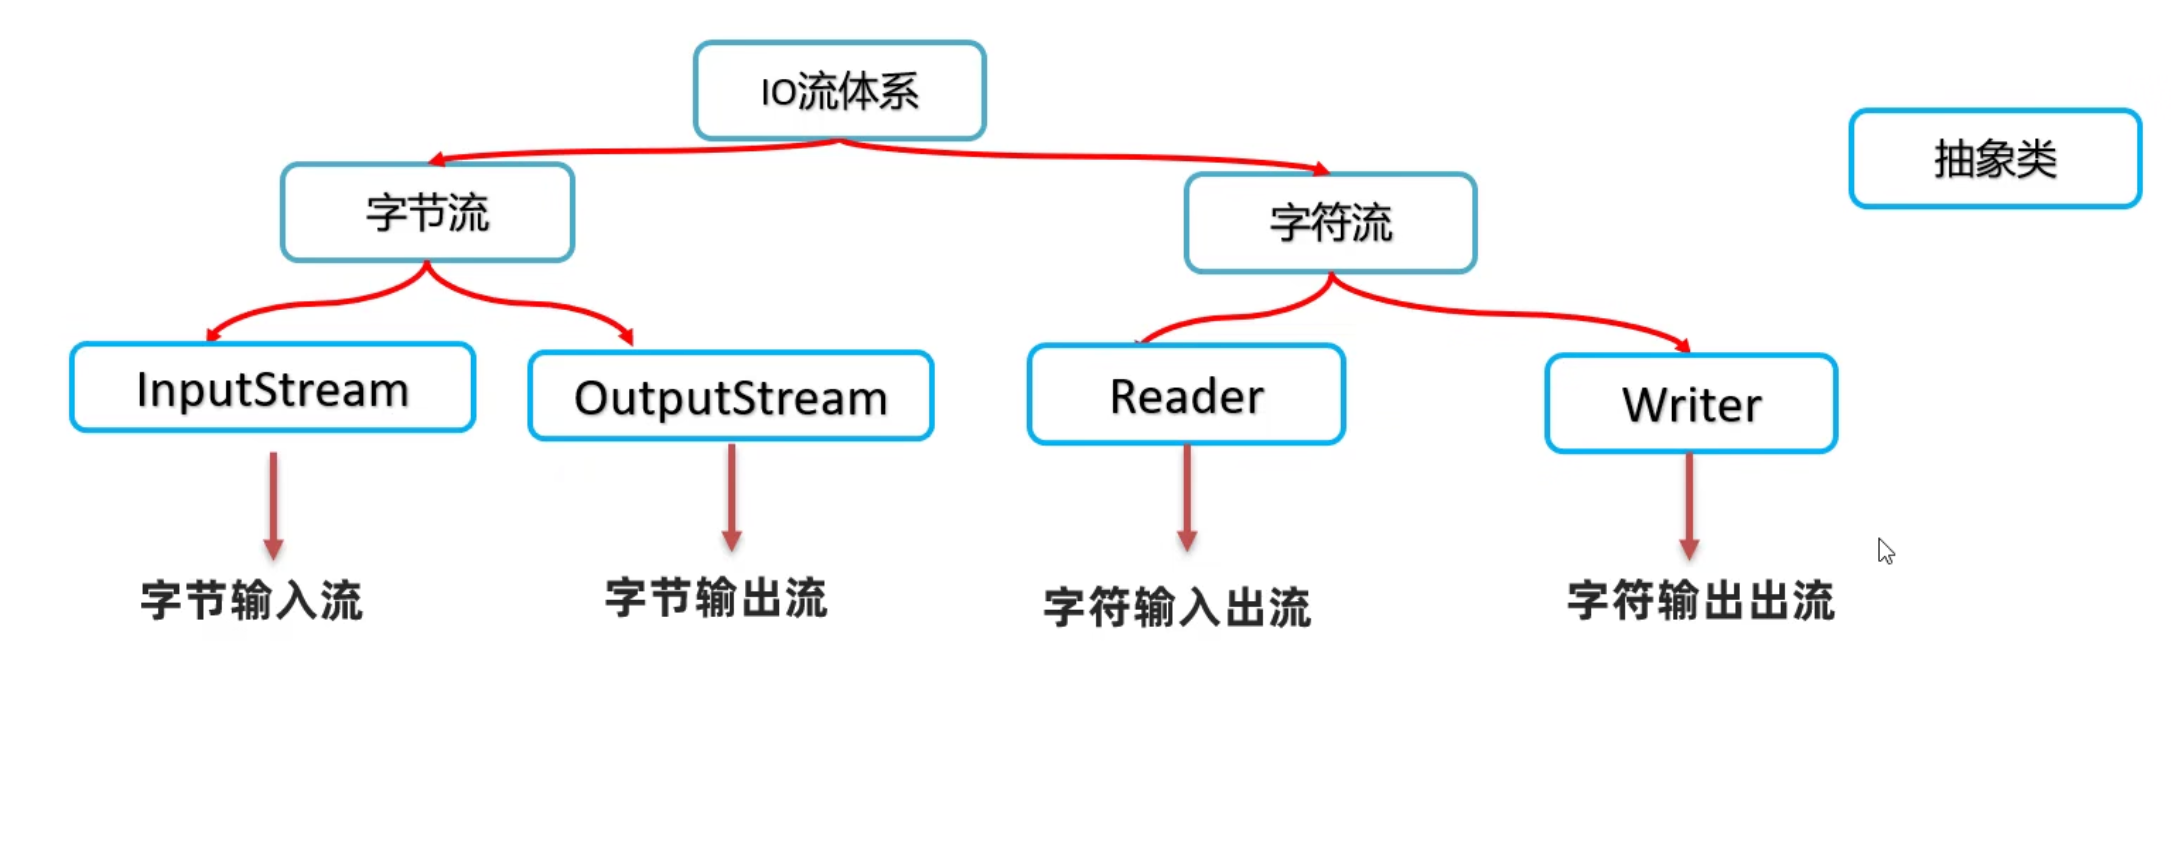 IO流体系
抽象类
字节流
字符流
InputStream
OutputStream
Reader
Writer
字节输入流
字节输出流
字符输入出流
字符输出出流